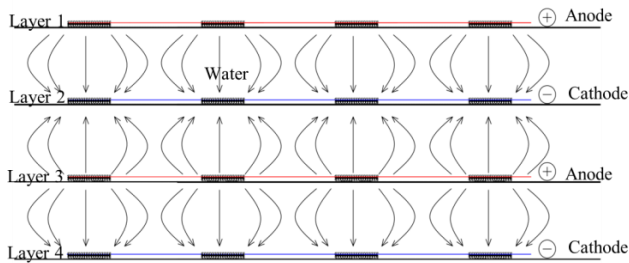 Layer 1 + Anode
Water
Layer 2 − Cathode
Layer 3 + Anode
Layer 4 − Cathode